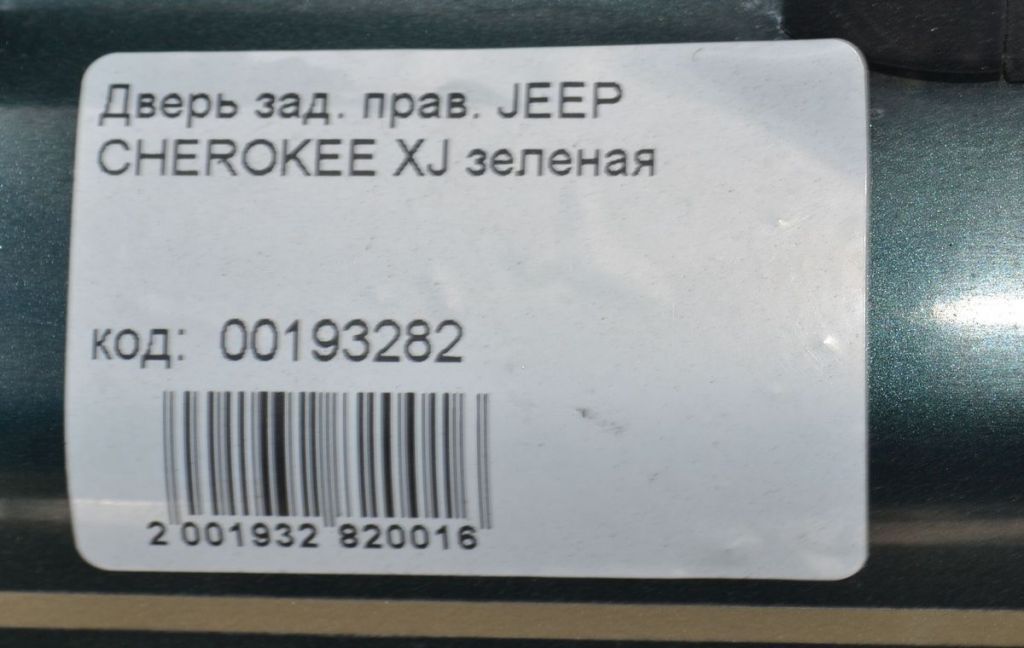 Дверь зад. прав. JEEP
CHEROKEE XJ зеленая
код: 00193282
2 001932 820016